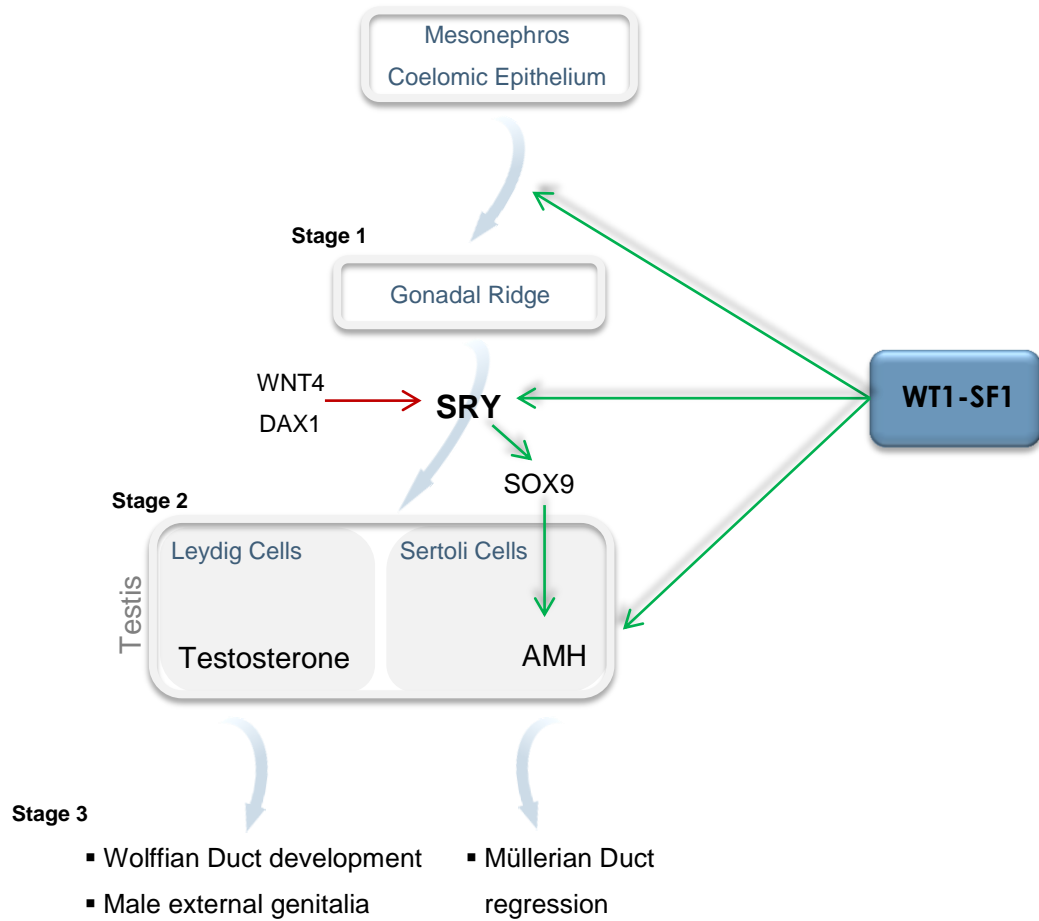 Mesonephros
Coelomic Epithelium
Stage 1
Gonadal Ridge
WNT4
DAX1
SRY
WT1-SF1
SOX9
Stage 2
Testis
Leydig Cells
Sertoli Cells
Testosterone
AMH
Stage 3
▪ Wolffian Duct development
▪ Male external genitalia
▪ Müllerian Duct
regression